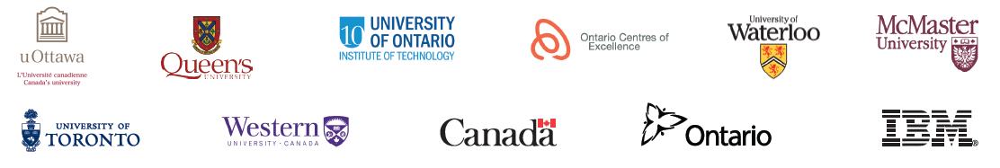 uOttawa
L'Université canadienne
Canada's university
Queen's
UNIVERSITY
10
UNIVERSITY
OF ONTARIO
INSTITUTE OF TECHNOLOGY
Ontario Centres of
Excellence
University of
Waterloo
McMaster
University
UNIVERSITY OF
TORONTO
Western
UNIVERSITY · CANADA
Canada
Ontario
IBM®